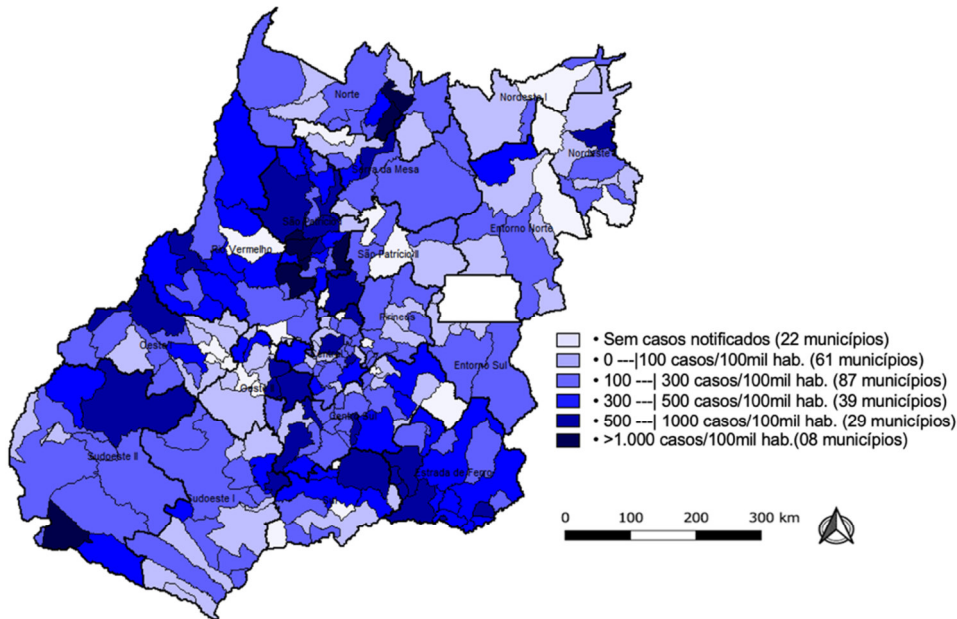 Norte
Nordeste I
Nordeste
Serra da Mesa
São Patrício I
Entorno Norte
Rio Vermelho
São Patrício II
Pirineus
Oeste I
Central
Entorno Sul
Oeste II
Centro Sul
Sudoeste II
Estrada de Ferro
Sudoeste I
• Sem casos notificados (22 municípios)
• 0 ---|100 casos/100mil hab. (61 municípios)
• 100 ---| 300 casos/100mil hab. (87 municípios)
• 300 ---| 500 casos/100mil hab. (39 municípios)
• 500 ---| 1000 casos/100mil hab. (29 municípios)
• >1.000 casos/100mil hab.(08 municípios)
0 100 200 300 km